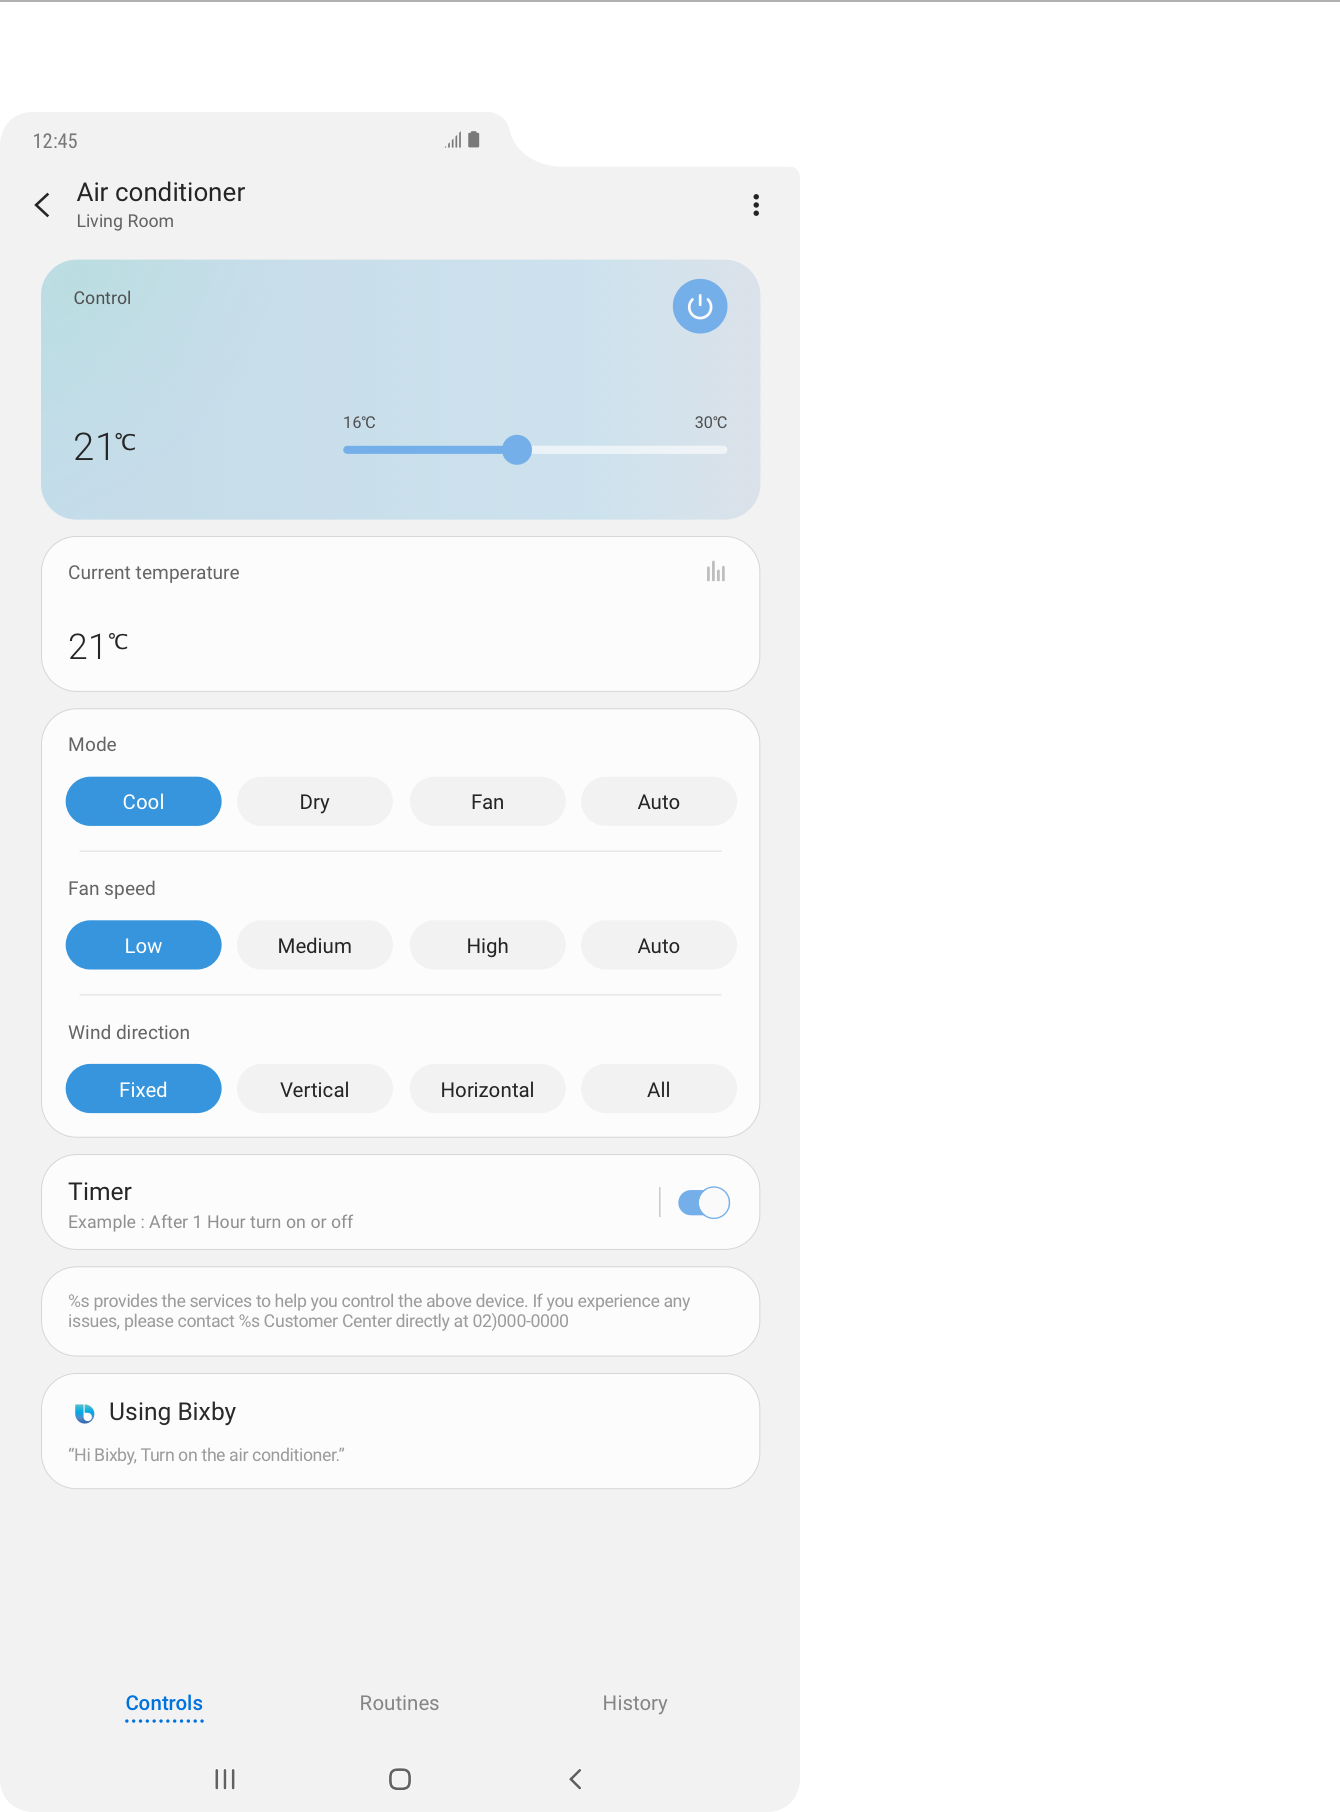 12:45
Air conditioner
Living Room
Control
16℃ 30℃
21℃
Current temperature
21℃
Mode
Cool Dry Fan Auto
Fan speed
Low Medium High Auto
Wind direction
Fixed Vertical Horizontal All
Timer
Example : After 1 Hour turn on or off
%s provides the services to help you control the above device. If you experience any
issues, please contact %s Customer Center directly at 02)000-0000
Using Bixby
“Hi Bixby, Turn on the air conditioner.”
Controls Routines History